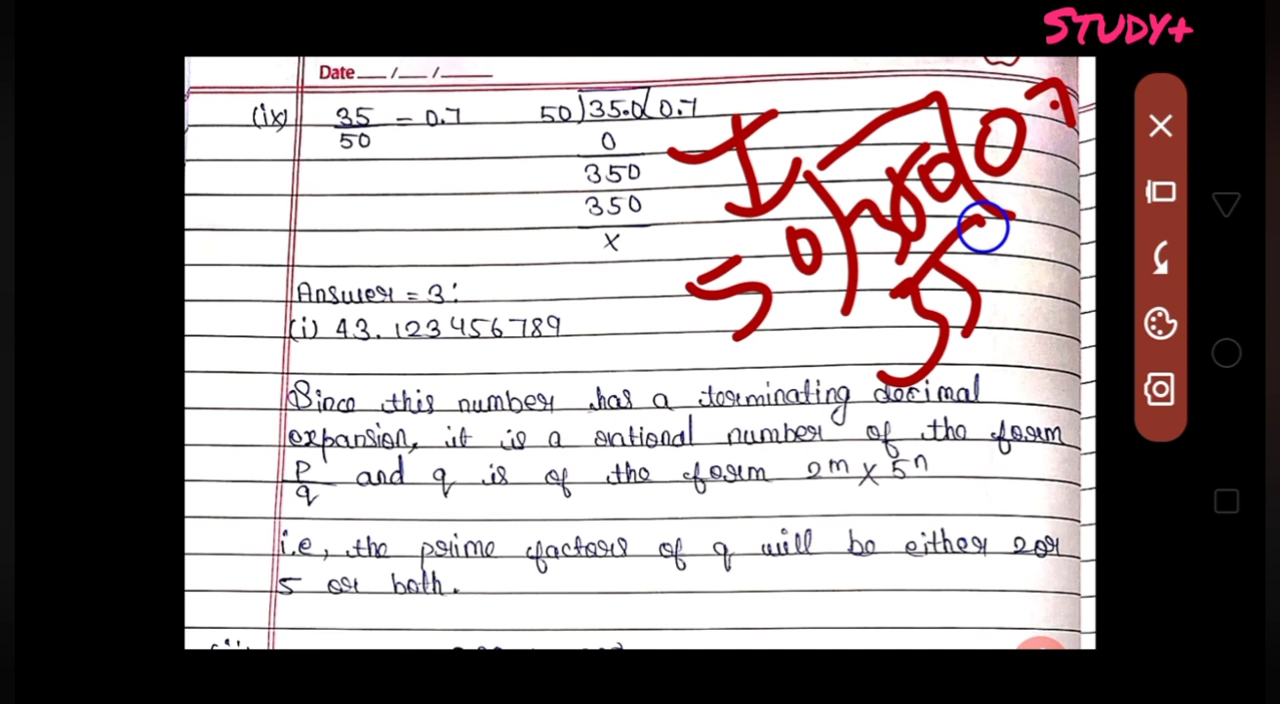 STUDY+
Date __/__/____
(ix) 35/50 = 0.7 50)35.0(0.7
0
350
350
x
Answer = 3:
(i) 43.123456789
Since this number has a terminating decimal
expansion, it is a rational number of the form
p/q and q is of the form 2m × 5n
i.e, the prime factors of q will be either 2 or
5 or both.